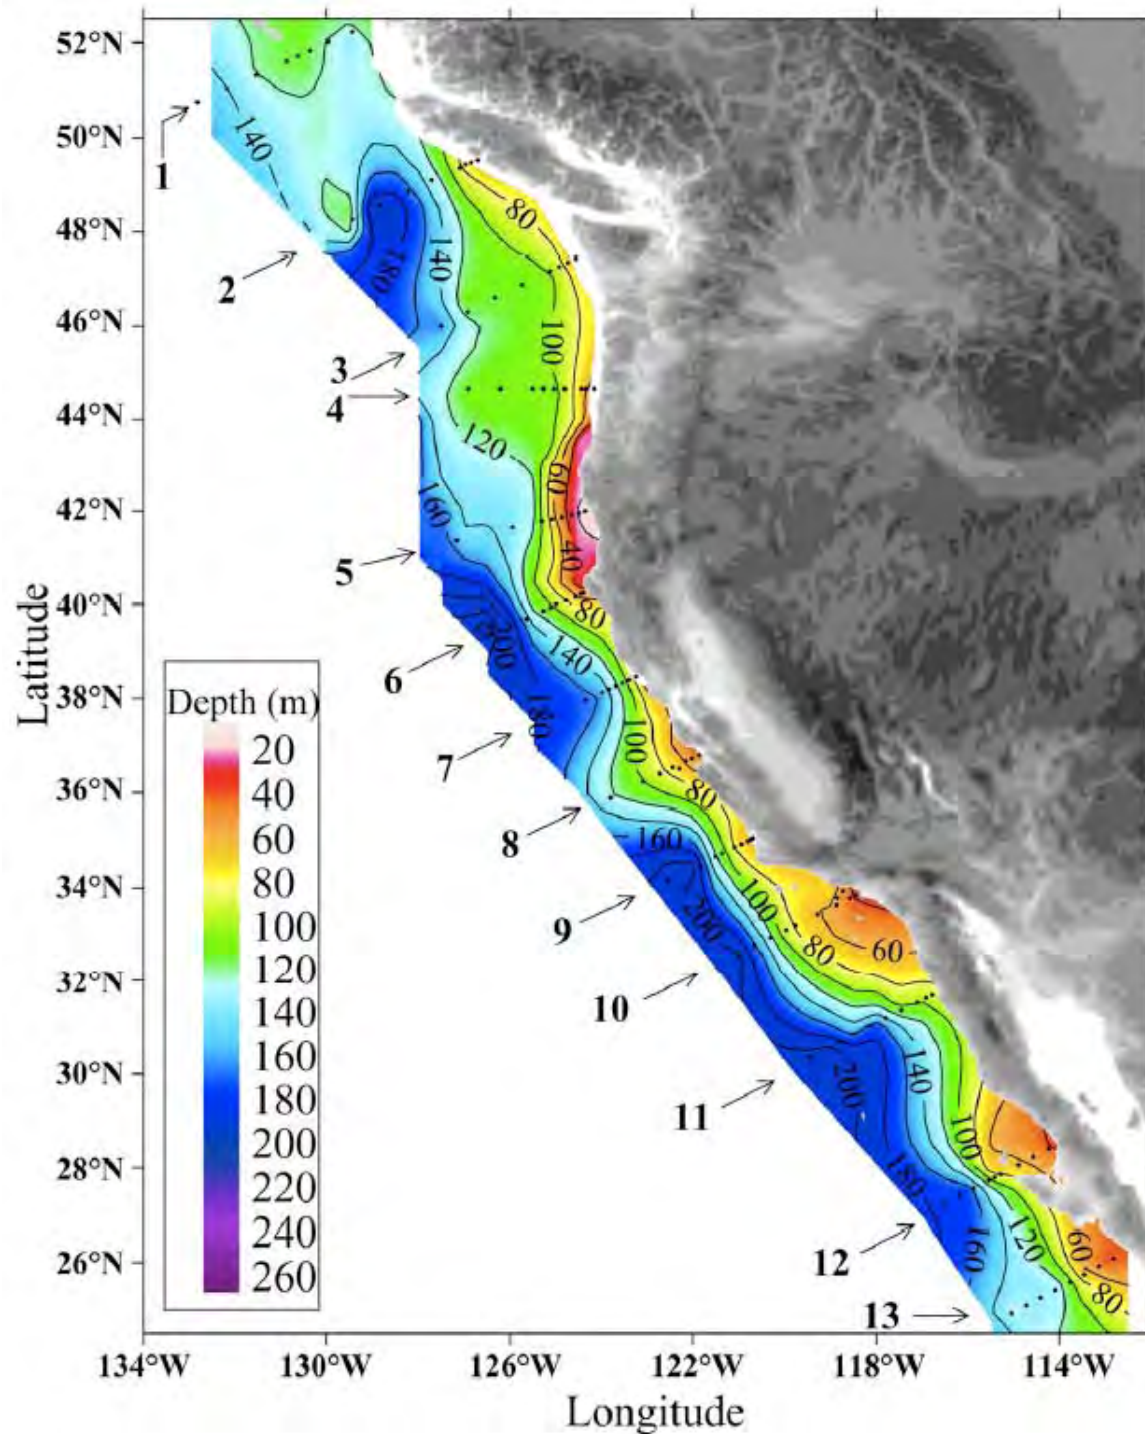 52°N
50°N
48°N
46°N
44°N
42°N
40°N
38°N
36°N
34°N
32°N
30°N
28°N
26°N
Latitude
134°W
130°W
126°W
122°W
118°W
114°W
Longitude
Depth (m)
20
40
60
80
100
120
140
160
180
200
220
240
260
1
2
3
4
5
6
7
8
9
10
11
12
13
140
80
180
140
100
120
60
160
40
80
200
140
180
100
80
160
100
200
80
60
200
140
100
180
160
120
60
80